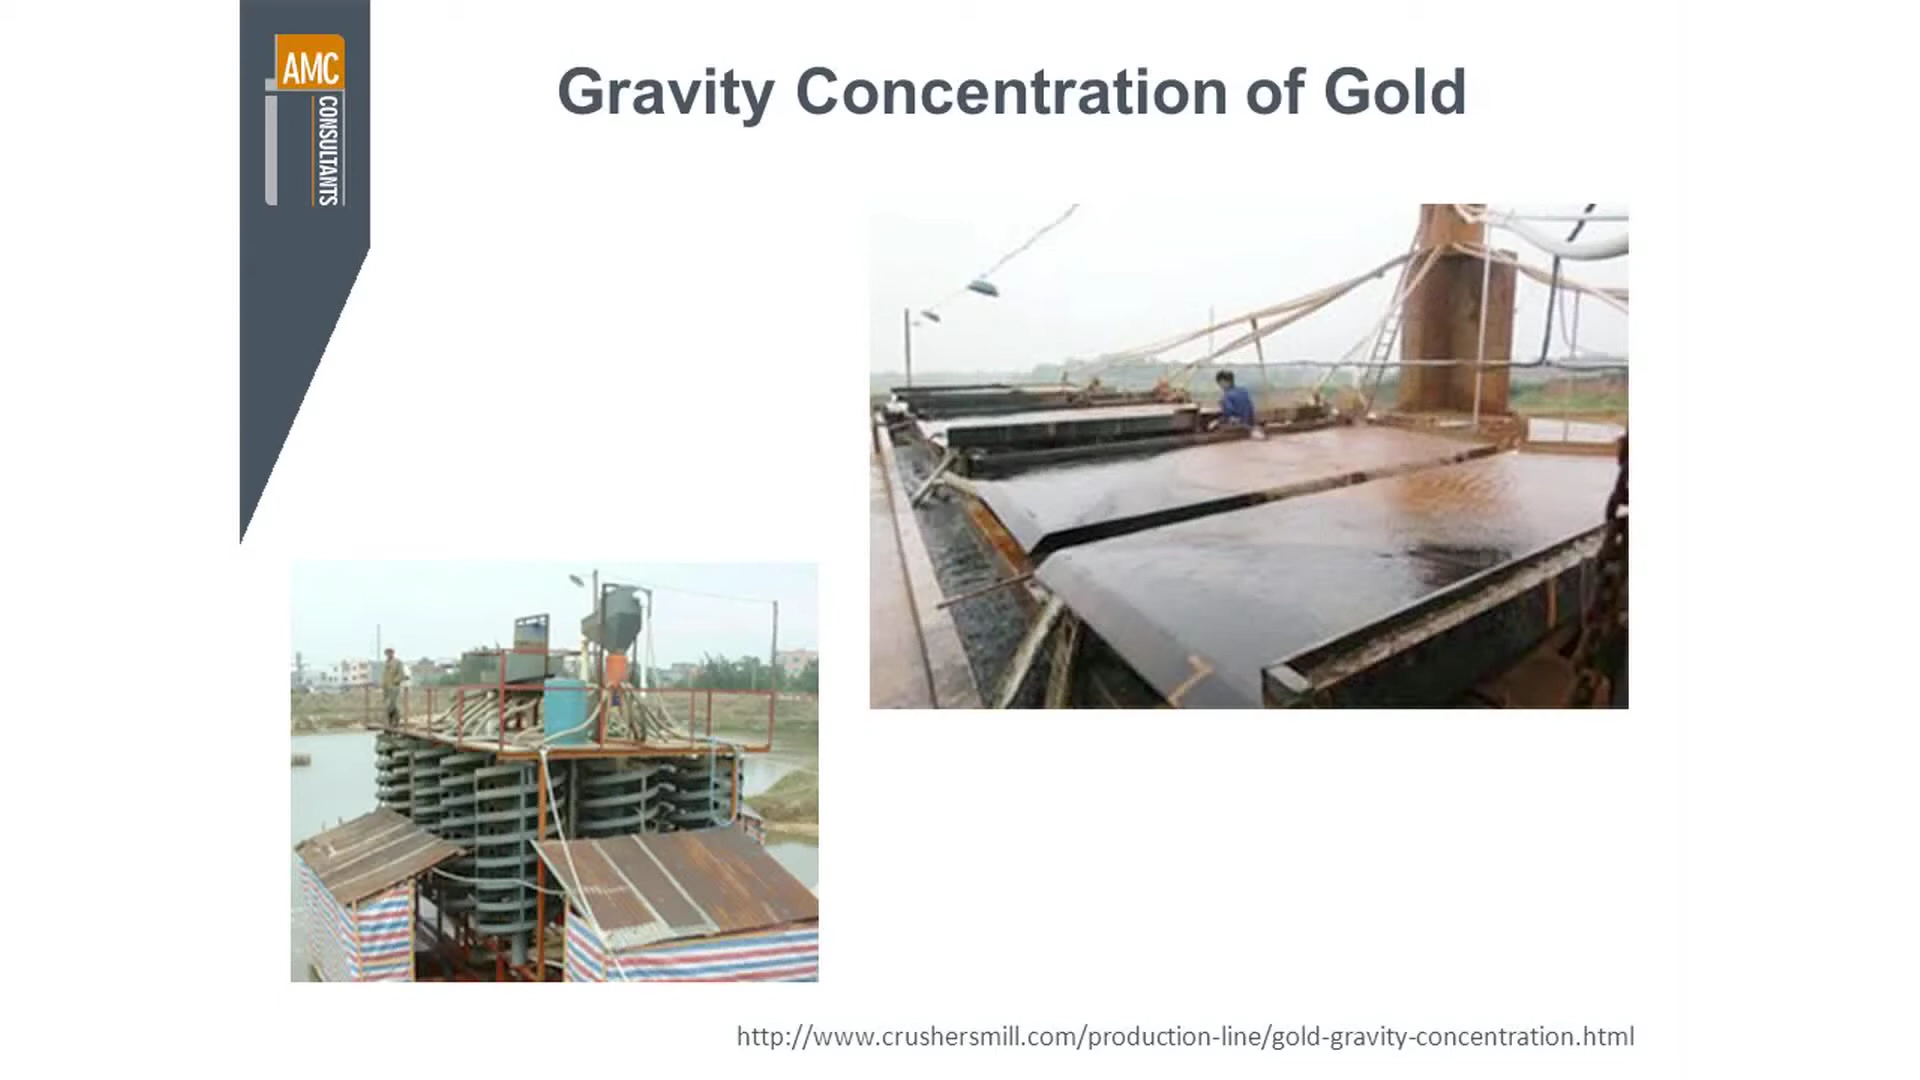 AMC
CONSULTANTS
Gravity Concentration of Gold
http://www.crushersmill.com/production-line/gold-gravity-concentration.html